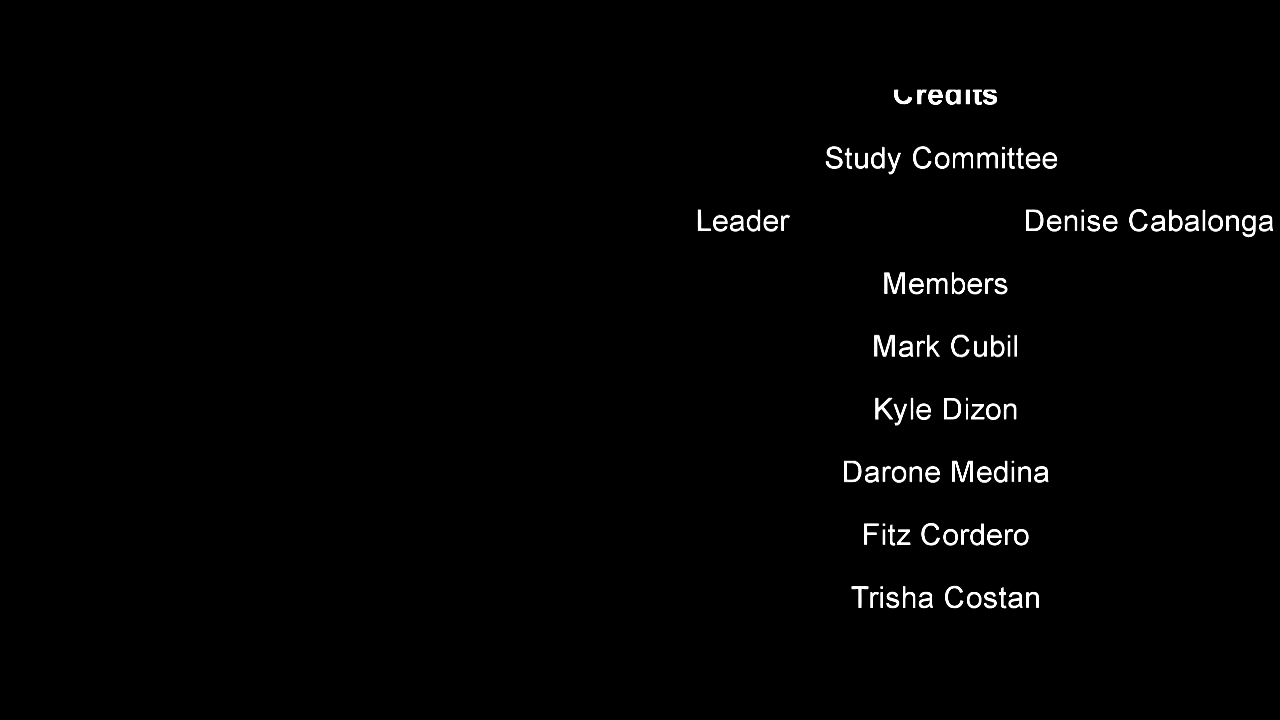 Credits
Study Committee
Leader Denise Cabalonga
Members
Mark Cubil
Kyle Dizon
Darone Medina
Fitz Cordero
Trisha Costan